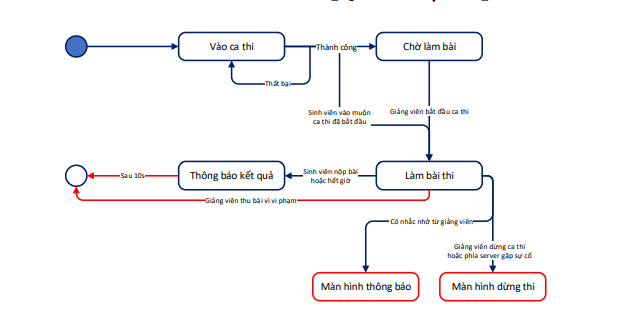 Vào ca thi
Thành công
Chờ làm bài
Thất bại
Sinh viên vào muộn
ca thi đã bắt đầu
Giảng viên bắt đầu ca thi
Sau 10s
Thông báo kết quả
Sinh viên nộp bài
hoặc hết giờ
Làm bài thi
Giảng viên thu bài vì vi phạm
Có nhắc nhở từ giảng viên
Giảng viên dừng ca thi
hoặc phía server gặp sự cố
Màn hình thông báo
Màn hình dừng thi